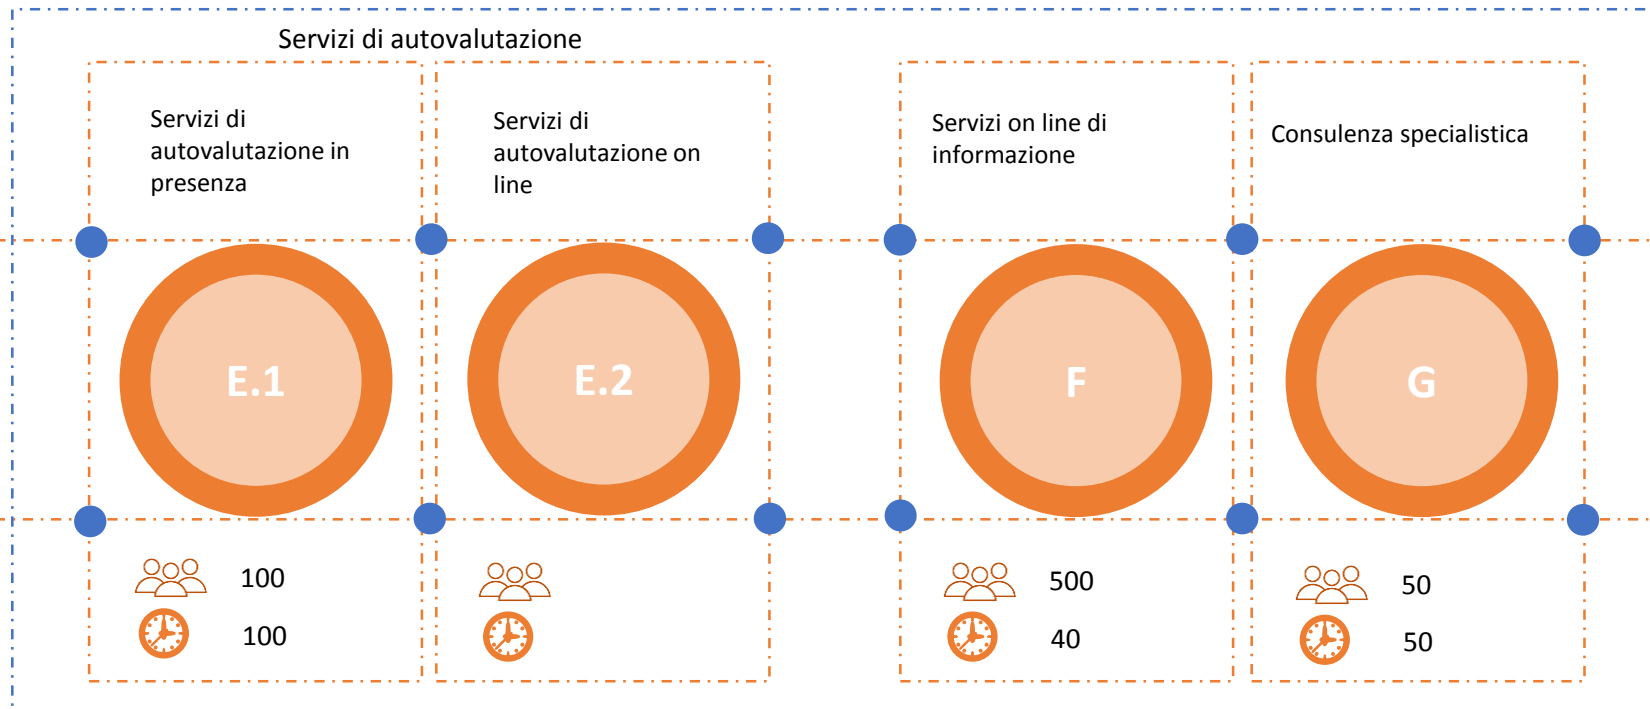 Servizi di autovalutazione
Servizi di
autovalutazione in
presenza
Servizi di
autovalutazione on
line
Servizi on line di
informazione
Consulenza specialistica
E.1
E.2
F
G
100
100
500
40
50
50